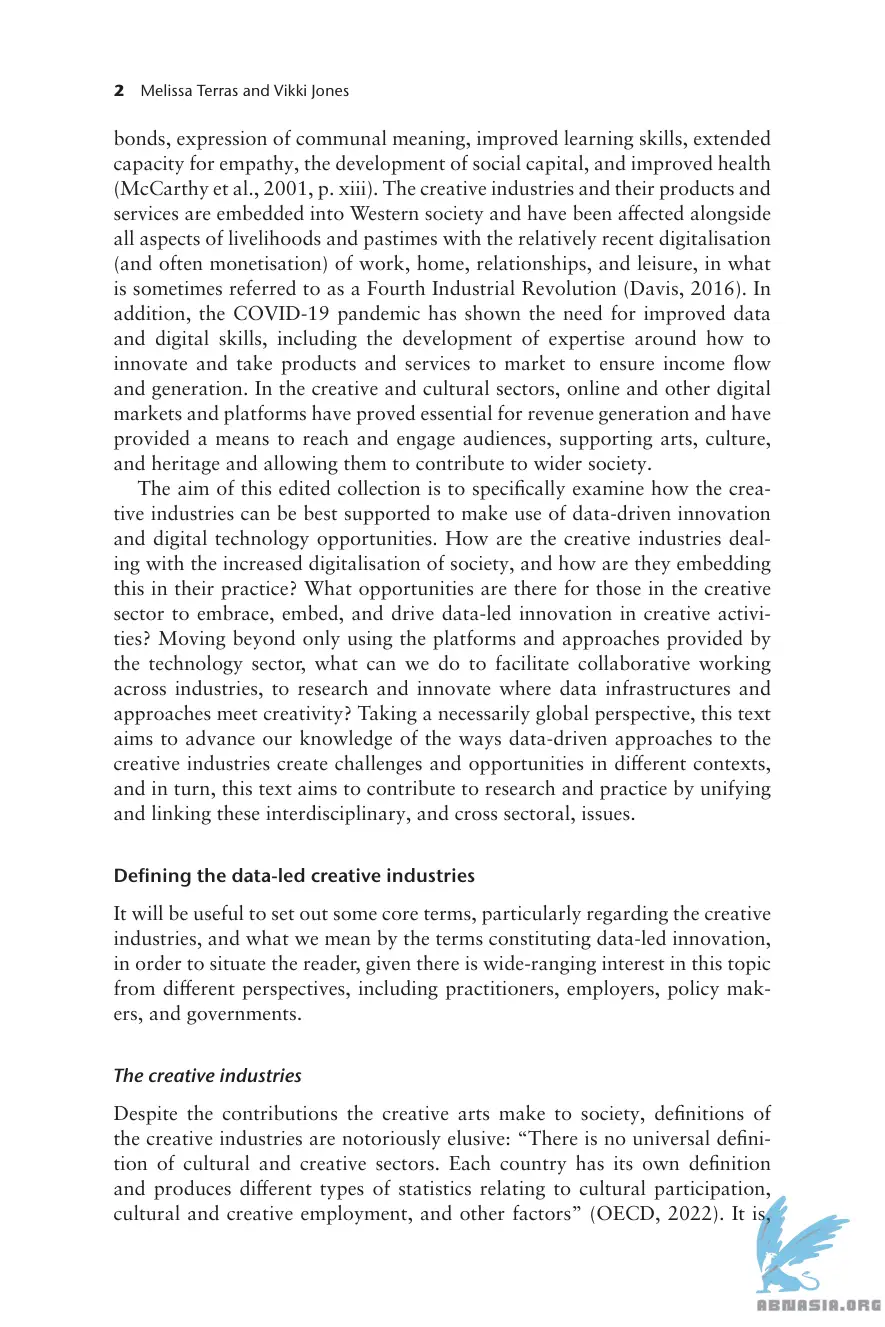 2 Melissa Terras and Vikki Jones
bonds, expression of communal meaning, improved learning skills, extended
capacity for empathy, the development of social capital, and improved health
(McCarthy et al., 2001, p. xiii). The creative industries and their products and
services are embedded into Western society and have been affected alongside
all aspects of livelihoods and pastimes with the relatively recent digitalisation
(and often monetisation) of work, home, relationships, and leisure, in what
is sometimes referred to as a Fourth Industrial Revolution (Davis, 2016). In
addition, the COVID-19 pandemic has shown the need for improved data
and digital skills, including the development of expertise around how to
innovate and take products and services to market to ensure income flow
and generation. In the creative and cultural sectors, online and other digital
markets and platforms have proved essential for revenue generation and have
provided a means to reach and engage audiences, supporting arts, culture,
and heritage and allowing them to contribute to wider society.
The aim of this edited collection is to specifically examine how the crea-
tive industries can be best supported to make use of data-driven innovation
and digital technology opportunities. How are the creative industries deal-
ing with the increased digitalisation of society, and how are they embedding
this in their practice? What opportunities are there for those in the creative
sector to embrace, embed, and drive data-led innovation in creative activi-
ties? Moving beyond only using the platforms and approaches provided by
the technology sector, what can we do to facilitate collaborative working
across industries, to research and innovate where data infrastructures and
approaches meet creativity? Taking a necessarily global perspective, this text
aims to advance our knowledge of the ways data-driven approaches to the
creative industries create challenges and opportunities in different contexts,
and in turn, this text aims to contribute to research and practice by unifying
and linking these interdisciplinary, and cross sectoral, issues.
Defining the data-led creative industries
It will be useful to set out some core terms, particularly regarding the creative
industries, and what we mean by the terms constituting data-led innovation,
in order to situate the reader, given there is wide-ranging interest in this topic
from different perspectives, including practitioners, employers, policy mak-
ers, and governments.
The creative industries
Despite the contributions the creative arts make to society, definitions of
the creative industries are notoriously elusive: “There is no universal defini-
tion of cultural and creative sectors. Each country has its own definition
and produces different types of statistics relating to cultural participation,
cultural and creative employment, and other factors” (OECD, 2022). It is,
ABNASIA.ORG